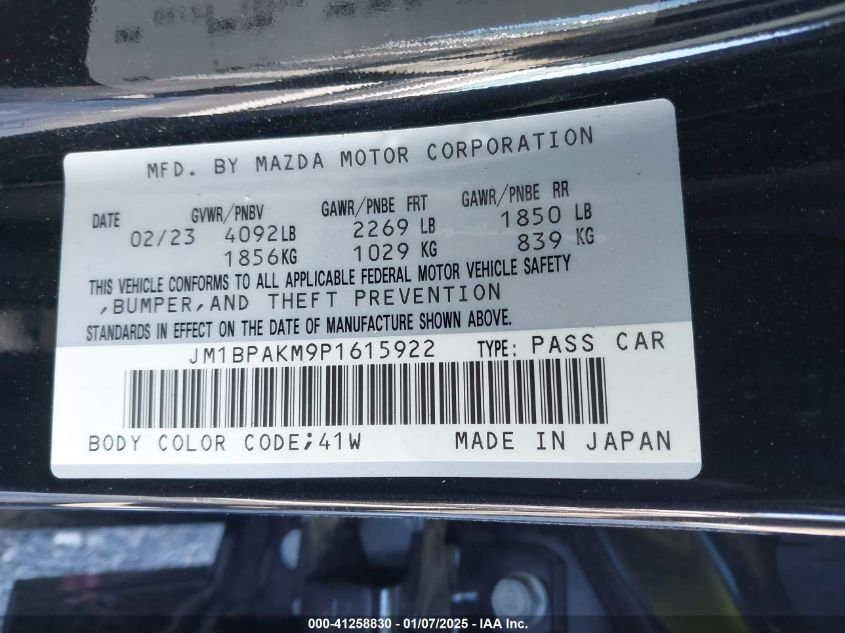 MFD. BY MAZDA MOTOR CORPORATION
DATE GVWR/PNBV GAWR/PNBE FRT GAWR/PNBE RR
02/23 4092LB 2269 LB 1850 LB
1856KG 1029 KG 839 KG
THIS VEHICLE CONFORMS TO ALL APPLICABLE FEDERAL MOTOR VEHICLE SAFETY
,BUMPER,AND THEFT PREVENTION
STANDARDS IN EFFECT ON THE DATE OF MANUFACTURE SHOWN ABOVE.
JM1BPAKM9P1615922 TYPE: PASS CAR
BODY COLOR CODE;41W MADE IN JAPAN
000-41258830 - 01/07/2025 - IAA Inc.